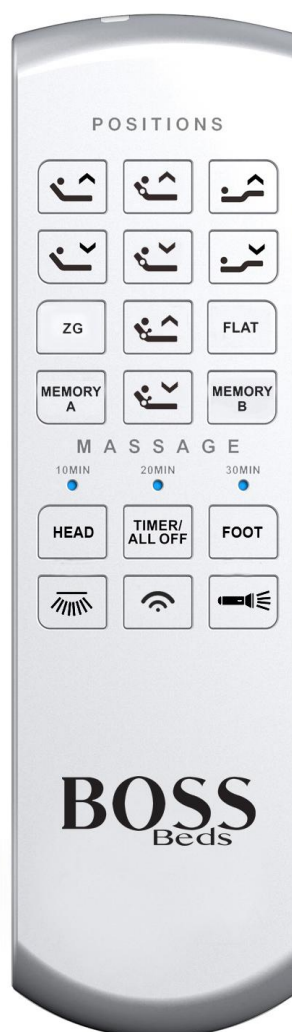 POSITIONS
ZG
FLAT
MEMORY
A
MEMORY
B
MASSAGE
10MIN 20MIN 30MIN
HEAD
TIMER/
ALL OFF
FOOT
BOSS
Beds